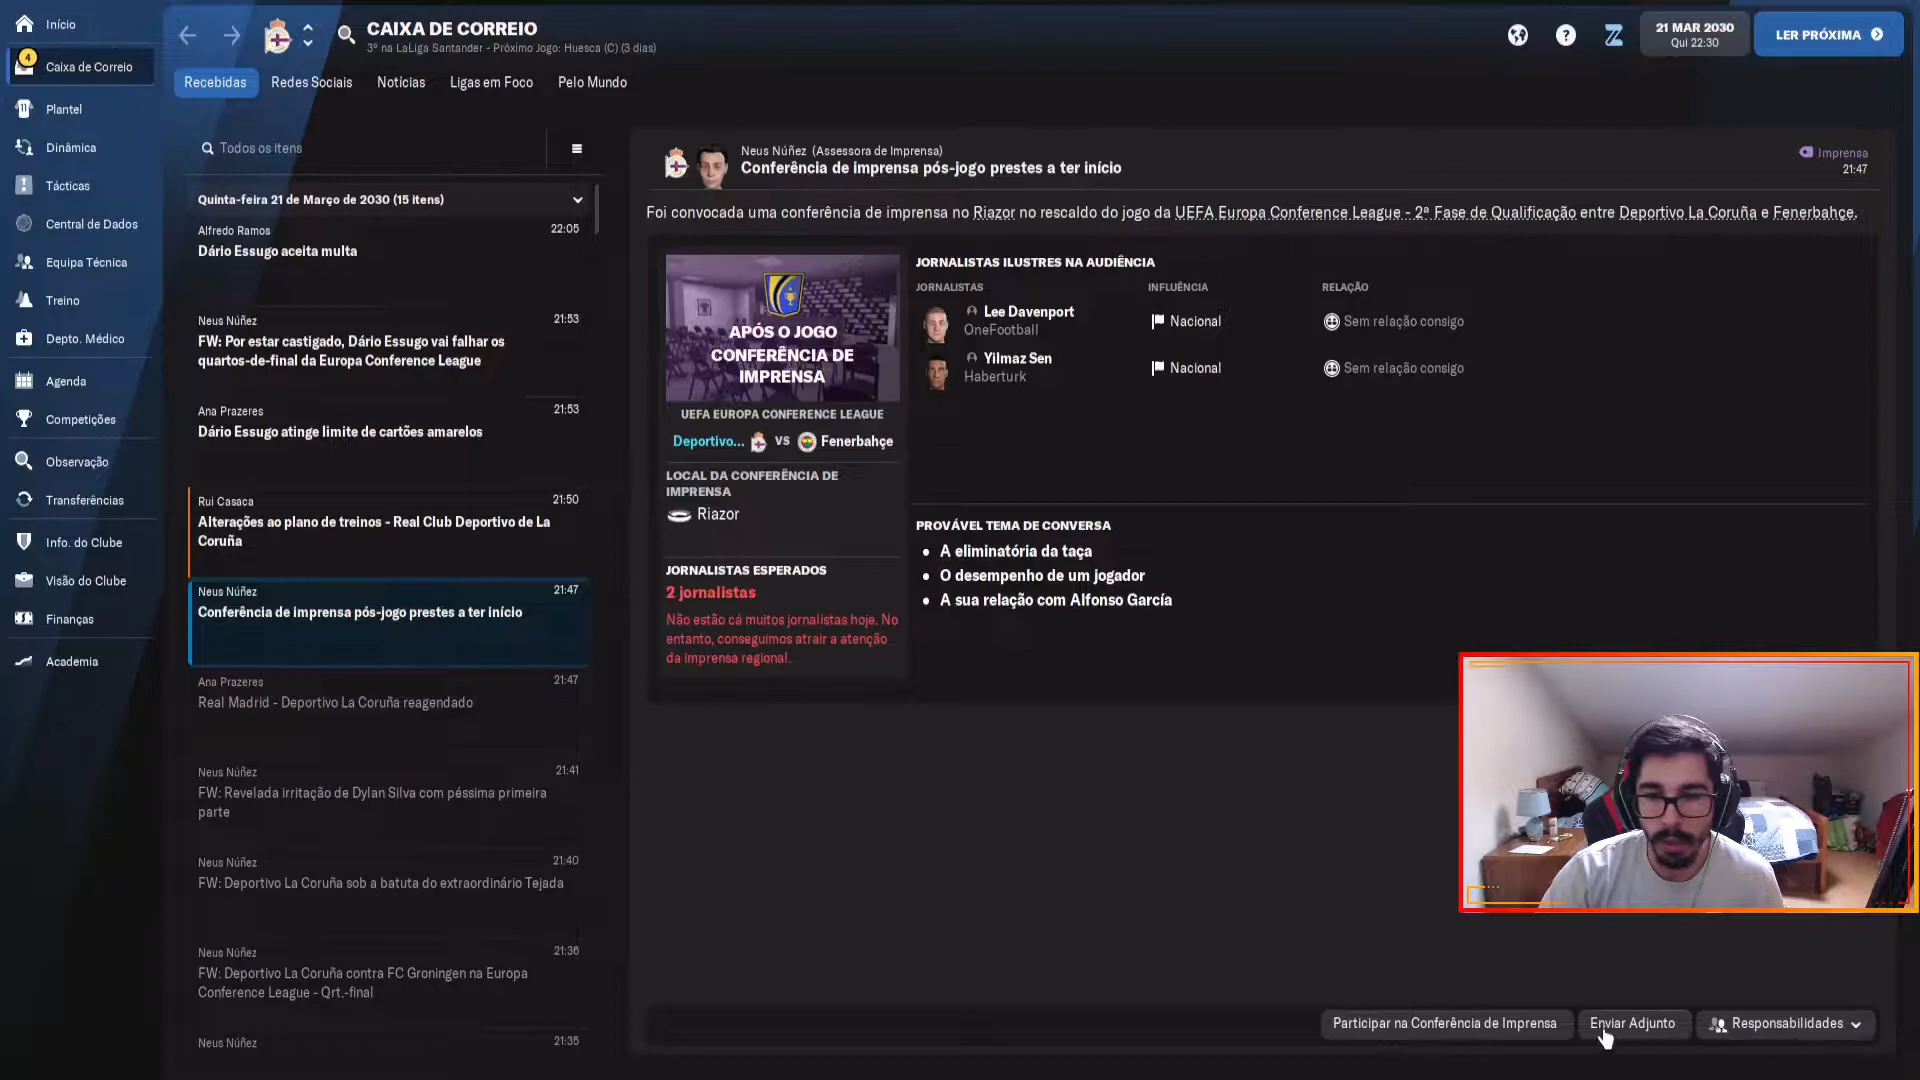 Início
4
Caixa de Correio
Plantel
Dinâmica
Tácticas
Central de Dados
Equipa Técnica
Treino
Depto. Médico
Agenda
Competições
Observação
Transferências
Info. do Clube
Visão do Clube
Finanças
Academia
CAIXA DE CORREIO
3º na LaLiga Santander - Próximo Jogo: Huesca (C) (3 dias)
21 MAR 2030
Qui 22:30
LER PRÓXIMA
Recebidas
Redes Sociais
Notícias
Ligas em Foco
Pelo Mundo
Todos os itens
Quinta-feira 21 de Março de 2030 (15 itens)
Alfredo Ramos 22:05
Dário Essugo aceita multa
Neus Núñez 21:53
FW: Por estar castigado, Dário Essugo vai falhar os
quartos-de-final da Europa Conference League
Ana Prazeres 21:53
Dário Essugo atinge limite de cartões amarelos
Rui Casaca 21:50
Alterações ao plano de treinos - Real Club Deportivo de La
Coruña
Neus Núñez 21:47
Conferência de imprensa pós-jogo prestes a ter início
Ana Prazeres 21:47
Real Madrid - Deportivo La Coruña reagendado
Neus Núñez 21:41
FW: Revelada irritação de Dylan Silva com péssima primeira
parte
Neus Núñez 21:40
FW: Deportivo La Coruña sob a batuta do extraordinário Tejada
Neus Núñez 21:36
FW: Deportivo La Coruña contra FC Groningen na Europa
Conference League - Qrt.-final
Neus Núñez 21:35
Neus Núñez (Assessora de Imprensa)
Conferência de imprensa pós-jogo prestes a ter início
Imprensa
21:47
Foi convocada uma conferência de imprensa no Riazor no rescaldo do jogo da UEFA Europa Conference League - 2ª Fase de Qualificação entre Deportivo La Coruña e Fenerbahçe.
APÓS O JOGO
CONFERÊNCIA DE
IMPRENSA
UEFA EUROPA CONFERENCE LEAGUE
Deportivo... VS Fenerbahçe
LOCAL DA CONFERÊNCIA DE
IMPRENSA
Riazor
JORNALISTAS ESPERADOS
2 jornalistas
Não estão cá muitos jornalistas hoje. No
entanto, conseguimos atrair a atenção
da imprensa regional.
JORNALISTAS ILUSTRES NA AUDIÊNCIA
JORNALISTAS INFLUÊNCIA RELAÇÃO
Lee Davenport
OneFootball
Nacional
Sem relação consigo
Yilmaz Sen
Haberturk
Nacional
Sem relação consigo
PROVÁVEL TEMA DE CONVERSA
• A eliminatória da taça
• O desempenho de um jogador
• A sua relação com Alfonso García
Participar na Conferência de Imprensa
Enviar Adjunto
Responsabilidades